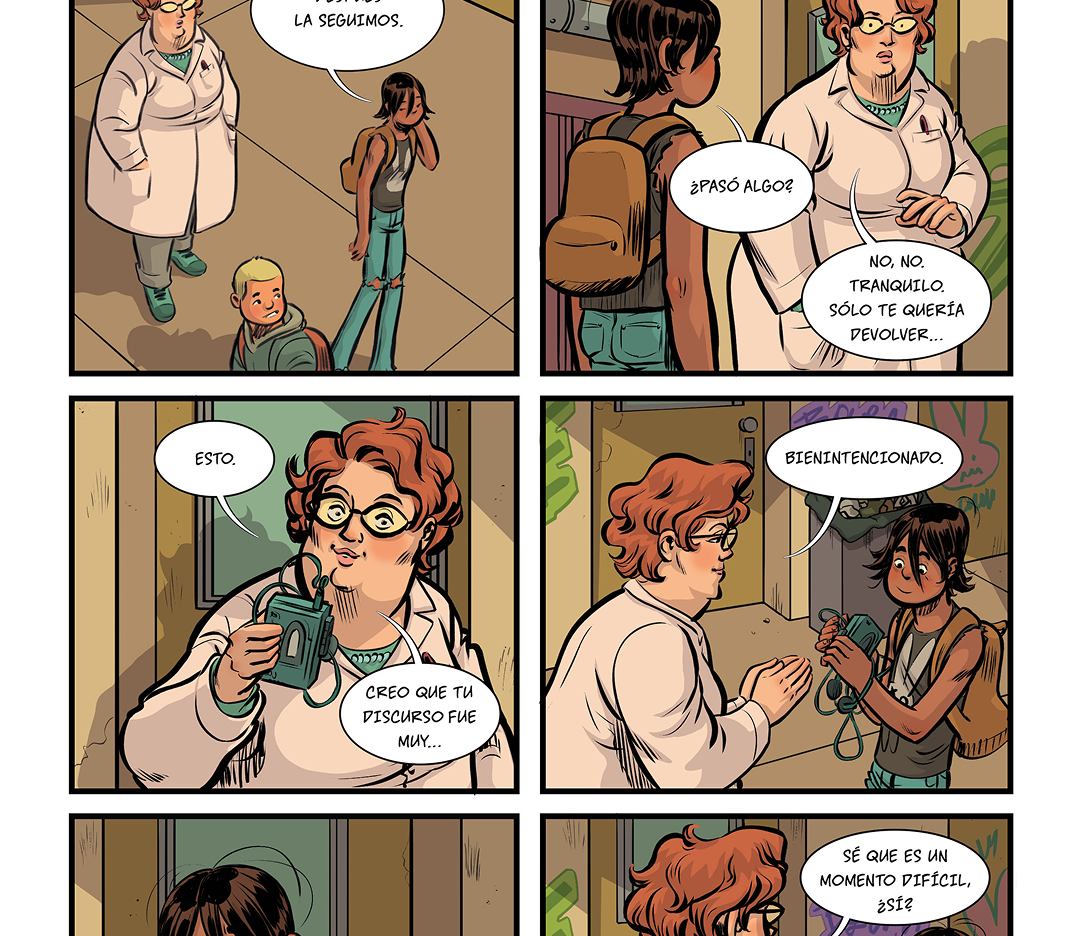 DESPUÉS
LA SEGUIMOS.
¿PASÓ ALGO?
NO, NO.
TRANQUILO.
SÓLO TE QUERÍA
DEVOLVER...
ESTO.
CREO QUE TU
DISCURSO FUE
MUY...
BIENINTENCIONADO.
SÉ QUE ES UN
MOMENTO DIFÍCIL,
¿SÍ?